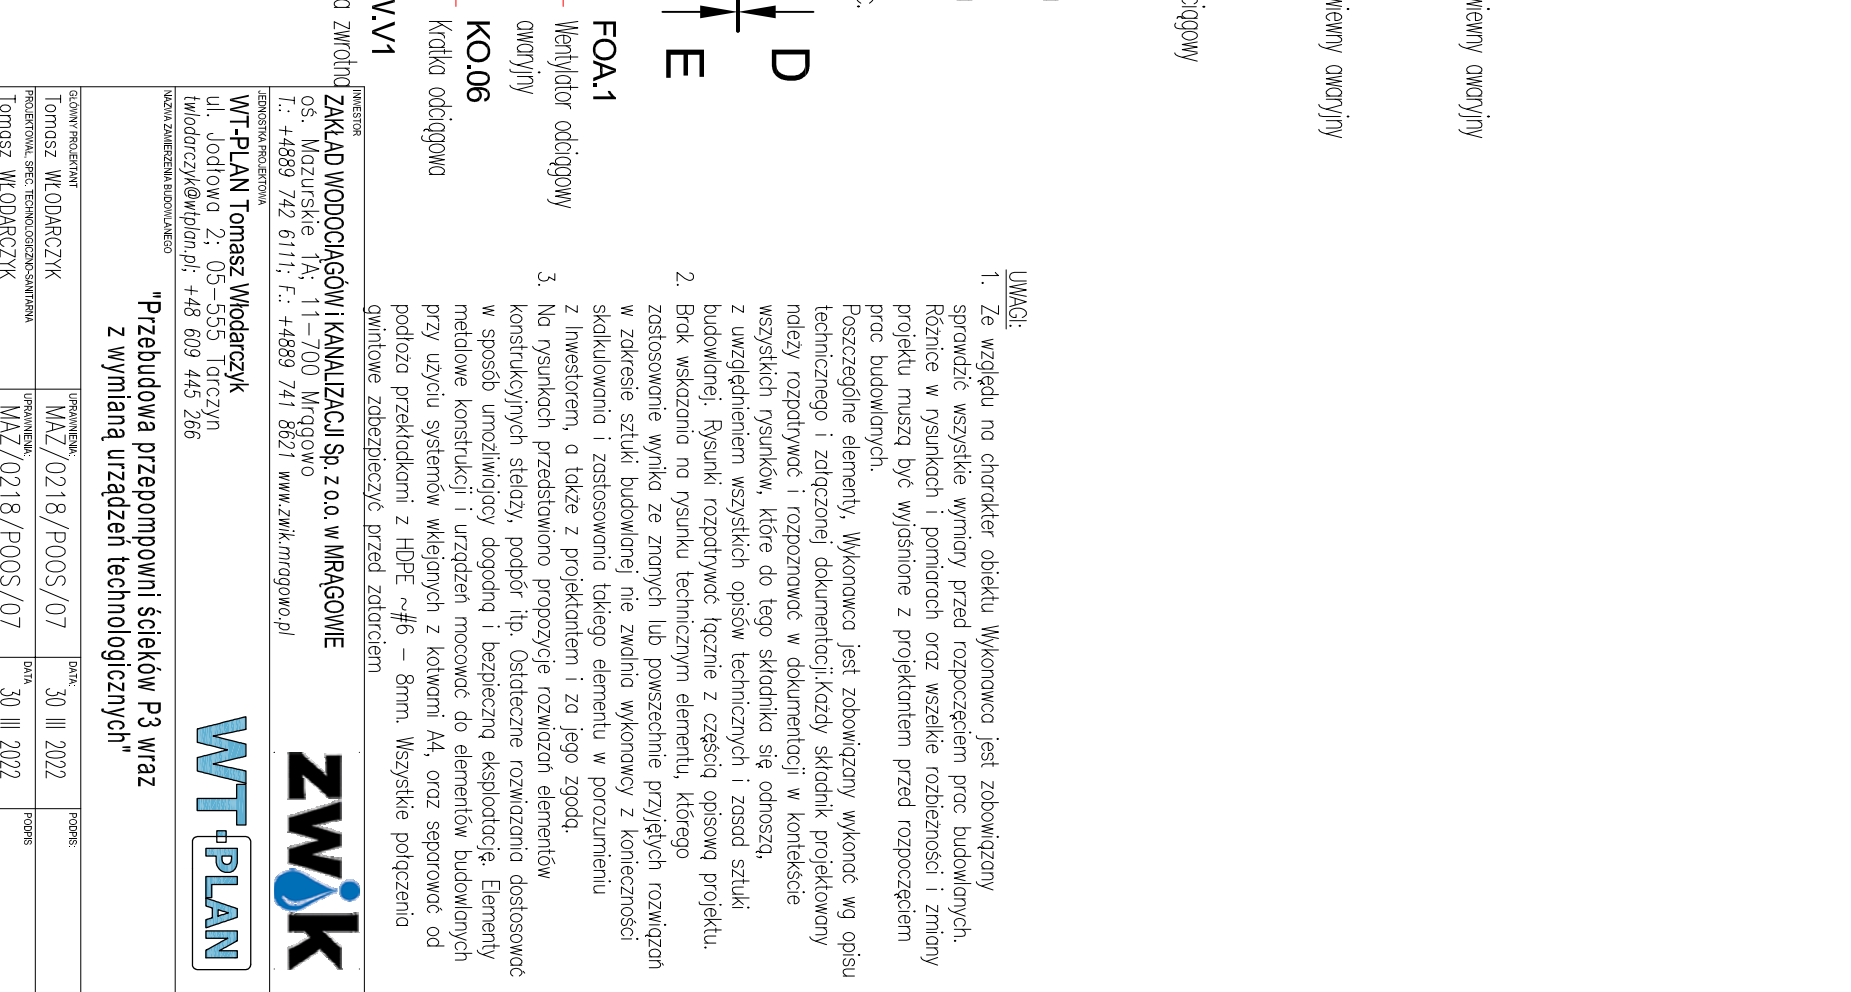 wiewny awaryjny
wiewny awaryjny
ciągowy
D
E
FOA.1
Wentylator odciągowy
awaryjny
KO.06
Kratka odciągowa
V.V1
a zwrotna
UWAGI:
1. Ze względu na charakter obiektu Wykonawca jest zobowiązany
sprawdzić wszystkie wymiary przed rozpoczęciem prac budowlanych.
Różnice w rysunkach i pomiarach oraz wszelkie rozbieżności i zmiany
projektu muszą być wyjaśnione z projektantem przed rozpoczęciem
prac budowlanych.
Poszczególne elementy, Wykonawca jest zobowiązany wykonać wg opisu
technicznego i załączonej dokumentacji.Każdy składnik projektowany
należy rozpatrywać i rozpoznawać w dokumentacji w kontekście
wszystkich rysunków, które do tego składnika się odnoszą,
z uwzględnieniem wszystkich opisów technicznych i zasad sztuki
budowlanej. Rysunki rozpatrywać łącznie z częścią opisową projektu.
2. Brak wskazania na rysunku technicznym elementu, którego
zastosowanie wynika ze znanych lub powszechnie przyjętych rozwiązań
w zakresie sztuki budowlanej nie zwalnia wykonawcy z konieczności
skalkulowania i zastosowania takiego elementu w porozumieniu
z Inwestorem, a także z projektantem i za jego zgodą.
3. Na rysunkach przedstawiono propozycje rozwiazań elementów
konstrukcyjnych stelaży, podpór itp. Ostateczne rozwiazania dostosować
w sposób umożliwiający dogodną i bezpieczną eksploatację. Elementy
metalowe konstrukcji i urządzeń mocować do elementów budowlanych
przy użyciu systemów wklejanych z kotwami A4, oraz separować od
podłoża przekładkami z HDPE ~#6 - 8mm. Wszystkie połączenia
gwintowe zabezpieczyć przed zatarciem
INWESTOR
ZAKŁAD WODOCIĄGÓW i KANALIZACJI Sp. z o.o. w MRĄGOWIE
oś. Mazurskie 1A; 11-700 Mrągowo
T.: +4889 742 6111; F.: +4889 741 8621 www.zwik.mragowo.pl
zwik
JEDNOSTKA PROJEKTOWA
WT-PLAN Tomasz Włodarczyk
ul. Jodłowa 2; 05-555 Tarczyn
twlodarczyk@wtplan.pl; +48 609 445 266
WT-PLAN
NAZWA ZAMIERZENIA BUDOWLANEGO
"Przebudowa przepompowni ścieków P3 wraz
z wymianą urządzeń technologicznych"
GŁÓWNY PROJEKTANT UPRAWNIENIA: DATA: PODPIS:
Tomasz WŁODARCZYK MAZ/0218/POOS/07 30 III 2022
PROJEKTOWAŁ, SPEC. TECHNOLOGICZNO-SANITARNA UPRAWNIENIA: DATA PODPIS
Tomasz WŁODARCZYK MAZ/0218/POOS/07 30 III 2022